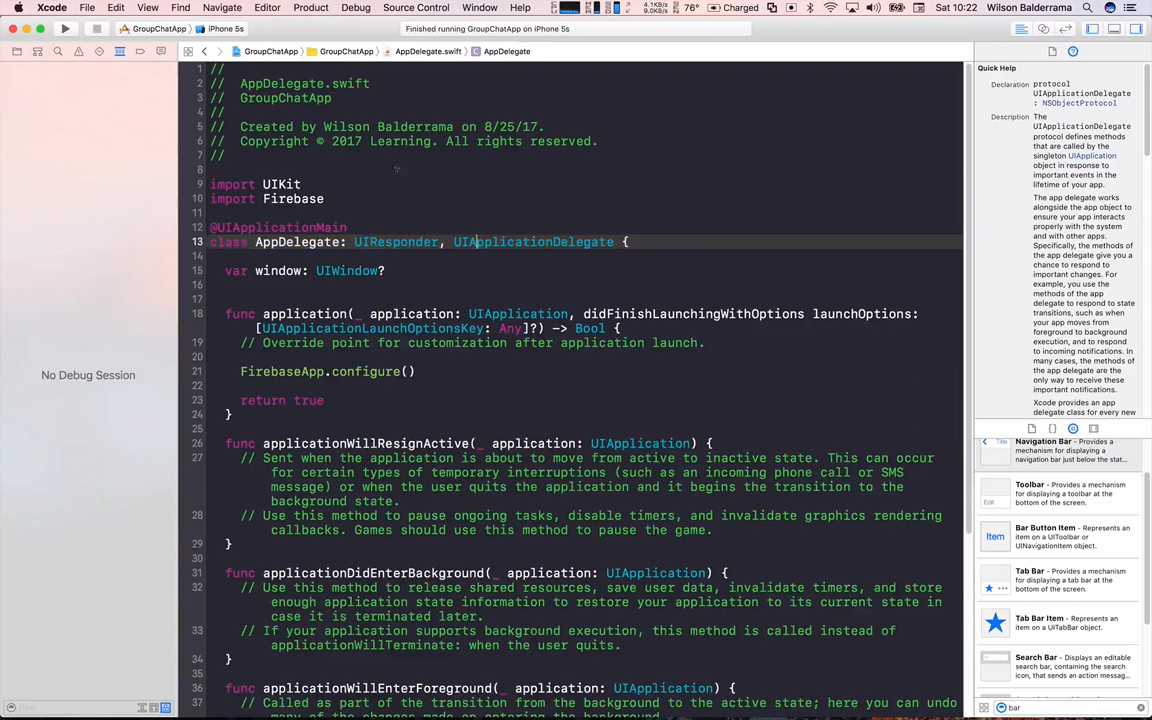 Xcode File Edit View Find Navigate Editor Product Debug Source Control Window Help 4.1KB/s 9.0KB/s 76° Charged Sat 10:22 Wilson Balderrama
GroupChatApp iPhone 5s Finished running GroupChatApp on iPhone 5s
GroupChatApp GroupChatApp AppDelegate.swift C AppDelegate
1 //
2 // AppDelegate.swift
3 // GroupChatApp
4 //
5 // Created by Wilson Balderrama on 8/25/17.
6 // Copyright © 2017 Learning. All rights reserved.
7 //
8
9 import UIKit
10 import Firebase
11
12 @UIApplicationMain
13 class AppDelegate: UIResponder, UIApplicationDelegate {
14
15 var window: UIWindow?
16
17
18 func application(_ application: UIApplication, didFinishLaunchingWithOptions launchOptions:
[UIApplicationLaunchOptionsKey: Any]?) -> Bool {
19 // Override point for customization after application launch.
20
21 FirebaseApp.configure()
22
23 return true
24 }
25
26 func applicationWillResignActive(_ application: UIApplication) {
27 // Sent when the application is about to move from active to inactive state. This can occur
for certain types of temporary interruptions (such as an incoming phone call or SMS
message) or when the user quits the application and it begins the transition to the
background state.
28 // Use this method to pause ongoing tasks, disable timers, and invalidate graphics rendering
callbacks. Games should use this method to pause the game.
29 }
30
31 func applicationDidEnterBackground(_ application: UIApplication) {
32 // Use this method to release shared resources, save user data, invalidate timers, and store
enough application state information to restore your application to its current state in
case it is terminated later.
33 // If your application supports background execution, this method is called instead of
applicationWillTerminate: when the user quits.
34 }
35
36 func applicationWillEnterForeground(_ application: UIApplication) {
37 // Called as part of the transition from the background to the active state; here you can undo
many of the changes made on entering the background.
No Debug Session
Filter
Quick Help
Declaration protocol
UIApplicationDelegate
: NSObjectProtocol
Description The
UIApplicationDelegate
protocol defines methods
that are called by the
singleton UIApplication
object in response to
important events in the
lifetime of your app.
The app delegate works
alongside the app object to
ensure your app interacts
properly with the system
and with other apps.
Specifically, the methods of
the app delegate give you a
chance to respond to
important changes. For
example, you use the
methods of the app
delegate to respond to state
transitions, such as when
your app moves from
foreground to background
execution, and to respond
to incoming notifications. In
many cases, the methods of
the app delegate are the
only way to receive these
important notifications.
Xcode provides an app
delegate class for every new
Title
Navigation Bar - Provides a
mechanism for displaying a
navigation bar just below the stat...
Edit
Toolbar - Provides a mechanism
for displaying a toolbar at the
bottom of the screen.
Item
Bar Button Item - Represents an
item on a UIToolbar or
UINavigationItem object.
Tab Bar - Provides a
mechanism for displaying a tab bar at the
bottom of the screen.
Tab Bar Item - Represents an
item on a UITabBar object.
Search Bar - Displays an editable
search bar, containing the search
icon, that sends an action messag...
bar